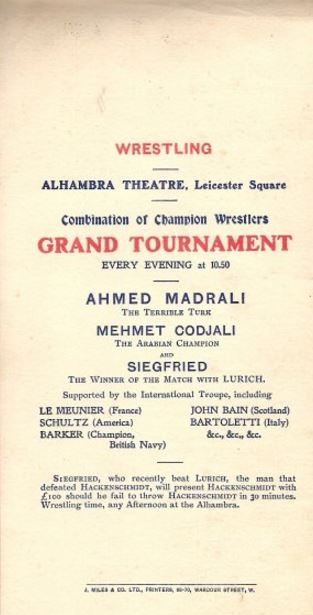 WRESTLING
ALHAMBRA THEATRE, Leicester Square
Combination of Champion Wrestlers
GRAND TOURNAMENT
EVERY EVENING at 10.50
AHMED MADRALI
THE TERRIBLE TURK
MEHMET CODJALI
THE ARABIAN CHAMPION
AND
SIEGFRIED
THE WINNER OF THE MATCH WITH LURICH.
Supported by the International Troupe, including
LE MEUNIER (France) JOHN BAIN (Scotland)
SCHULTZ (America) BARTOLETTI (Italy)
BARKER (Champion, &c., &c., &c.
British Navy)
SIEGFRIED, who recently beat LURICH, the man that
defeated HACKENSCHMIDT, will present HACKENSCHMIDT with
£100 should he fail to throw HACKENSCHMIDT in 30 minutes.
Wrestling time, any Afternoon at the Alhambra.
J. MILES & CO. LTD., PRINTERS, 68-70, WARDOUR STREET, W.